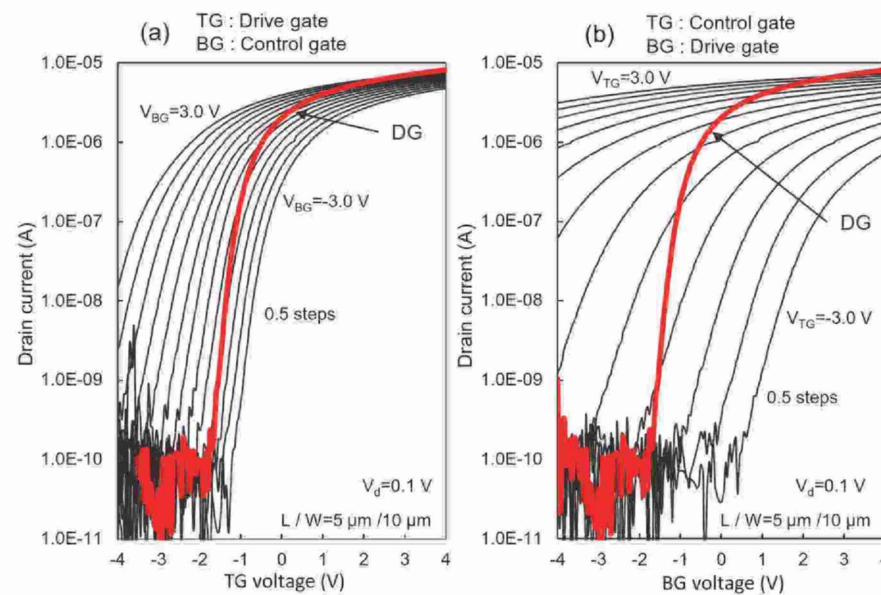 (a)
TG : Drive gate
BG : Control gate
1.0E-05
1.0E-06
1.0E-07
1.0E-08
1.0E-09
1.0E-10
1.0E-11
Drain current (A)
V_BG=3.0 V
DG
V_BG=-3.0 V
0.5 steps
V_d=0.1 V
L / W=5 µm /10 µm
-4 -3 -2 -1 0 1 2 3 4
TG voltage (V)
(b)
TG : Control gate
BG : Drive gate
1.0E-05
1.0E-06
1.0E-07
1.0E-08
1.0E-09
1.0E-10
1.0E-11
Drain current (A)
V_TG=3.0 V
DG
V_TG=-3.0 V
0.5 steps
V_d=0.1 V
L / W=5 µm /10 µm
-4 -3 -2 -1 0 1 2 3 4
BG voltage (V)